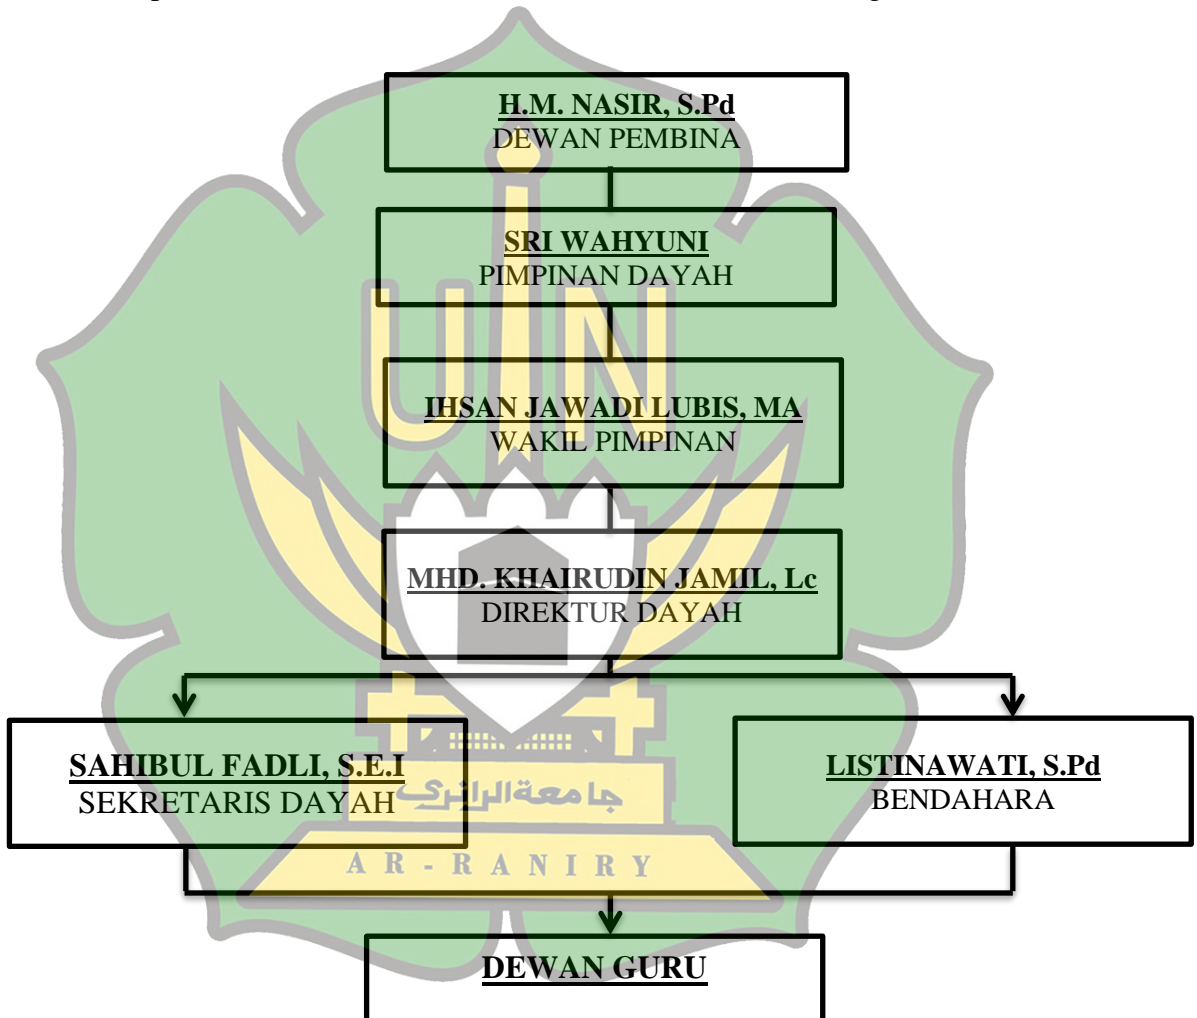 H.M. NASIR, S.Pd
DEWAN PEMBINA
SRI WAHYUNI
PIMPINAN DAYAH
UIN
IHSAN JAWADI LUBIS, MA
WAKIL PIMPINAN
MHD. KHAIRUDIN JAMIL, Lc
DIREKTUR DAYAH
SAHIBUL FADLI, S.E.I
SEKRETARIS DAYAH
LISTINAWATI, S.Pd
BENDAHARA
جامعة الرانري
AR-RANIRY
DEWAN GURU